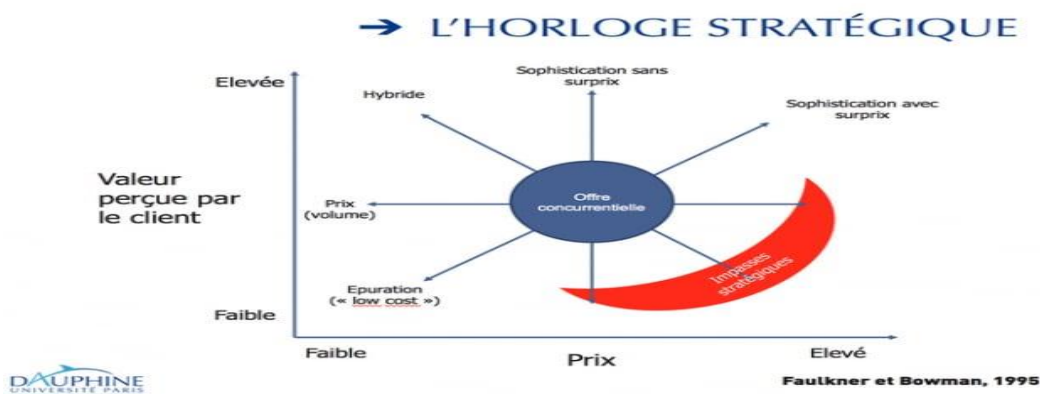 → L'HORLOGE STRATÉGIQUE
Elevée
Sophistication sans
surprix
Hybride
Sophistication avec
surprix
Valeur
perçue par
le client
Prix
(volume)
Offre
concurrentielle
Impasses
stratégiques
Epuration
(« low cost »)
Faible
Faible
Prix
Elevé
DAUPHINE
UNIVERSITÉ PARIS
Faulkner et Bowman, 1995